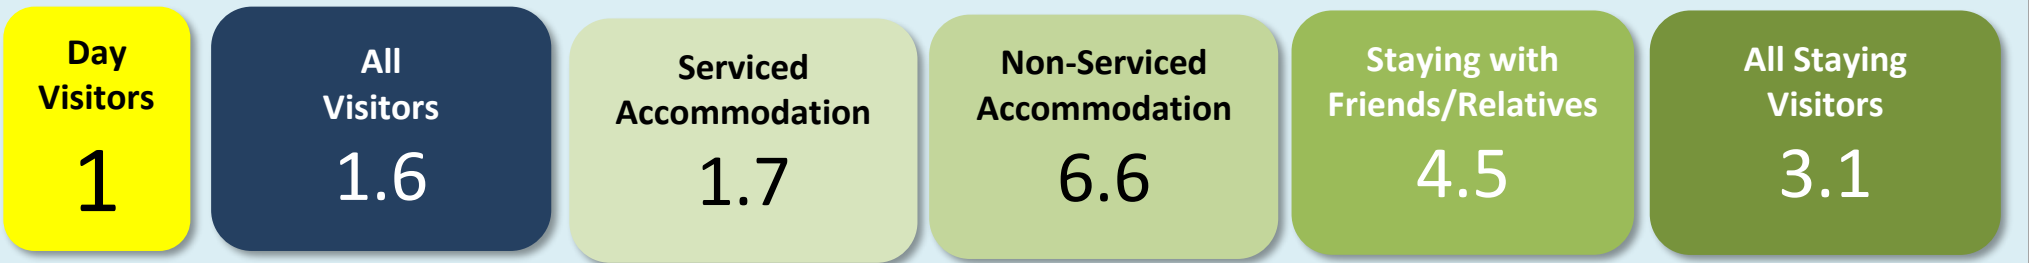 Day
Visitors
1
All
Visitors
1.6
Serviced
Accommodation
1.7
Non-Serviced
Accommodation
6.6
Staying with
Friends/Relatives
4.5
All Staying
Visitors
3.1